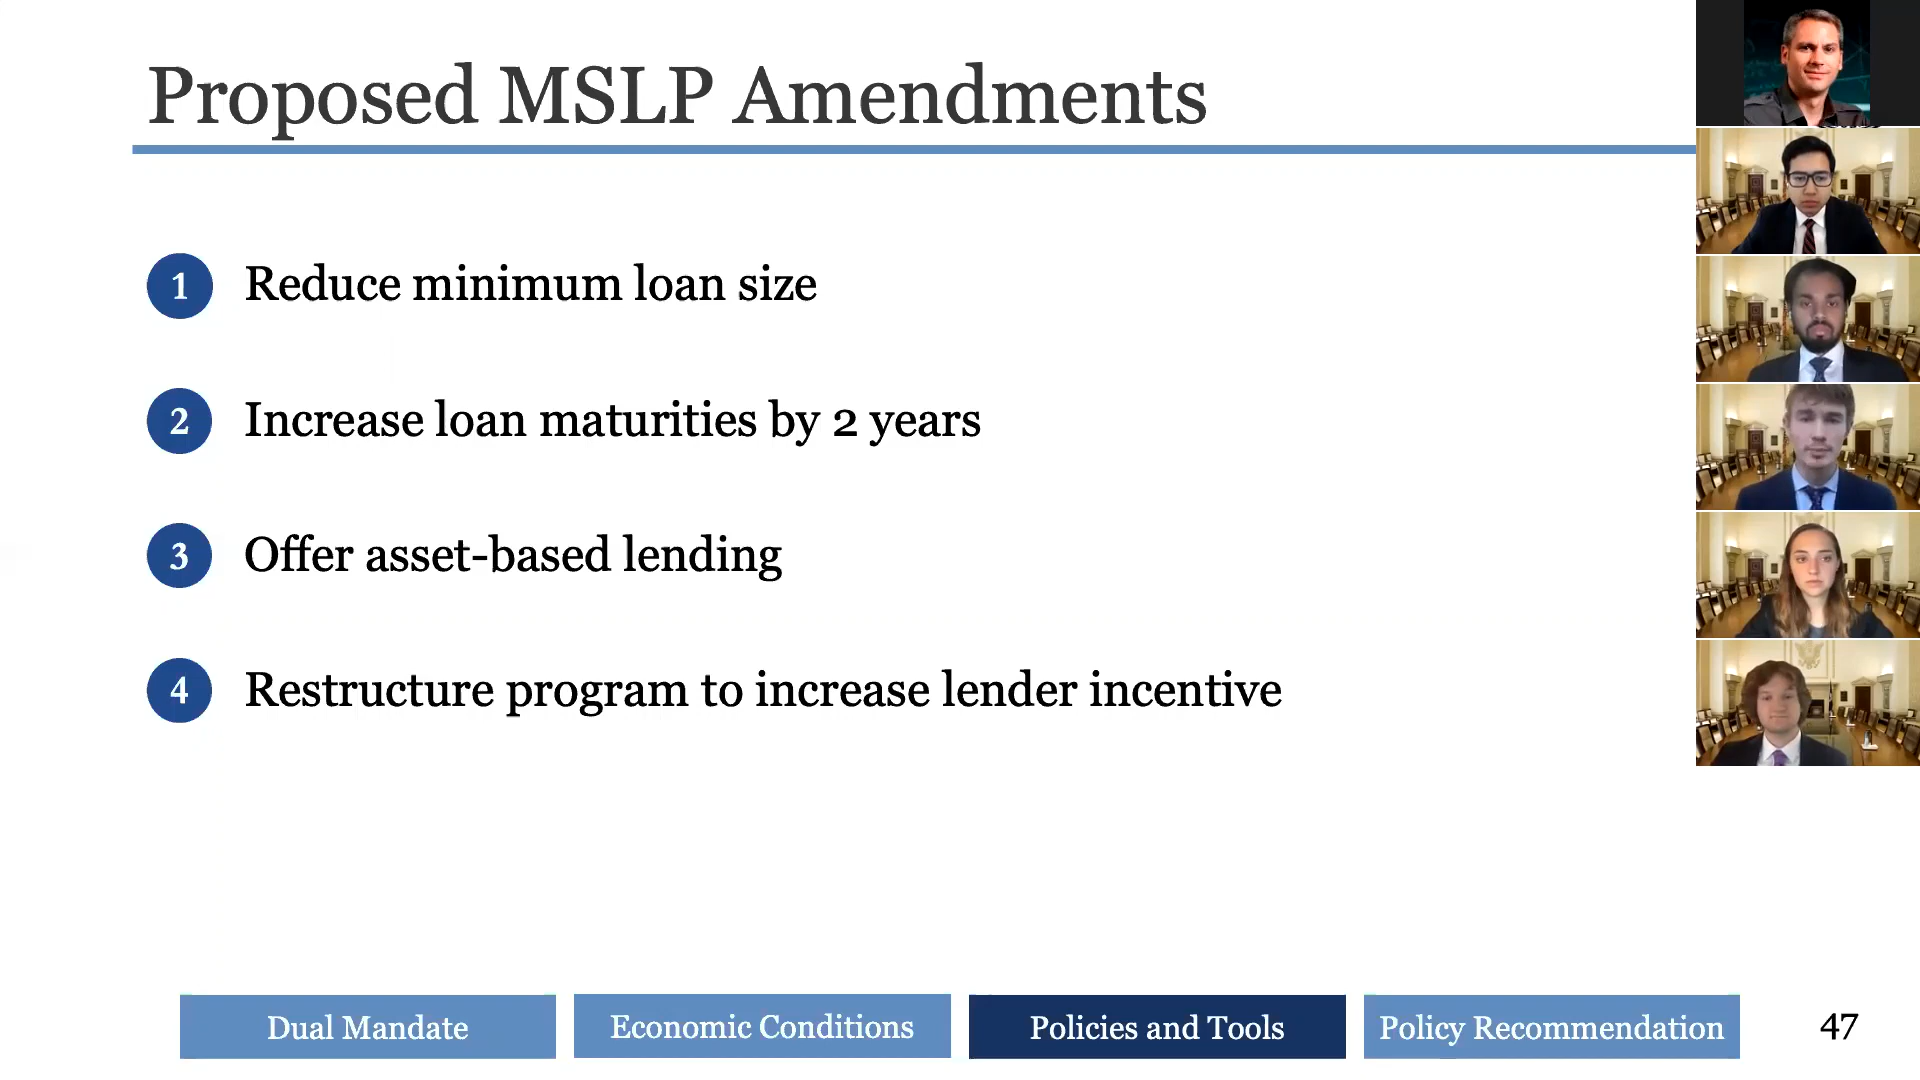 Proposed MSLP Amendments
1 Reduce minimum loan size
2 Increase loan maturities by 2 years
3 Offer asset-based lending
4 Restructure program to increase lender incentive
Dual Mandate
Economic Conditions
Policies and Tools
Policy Recommendation
47